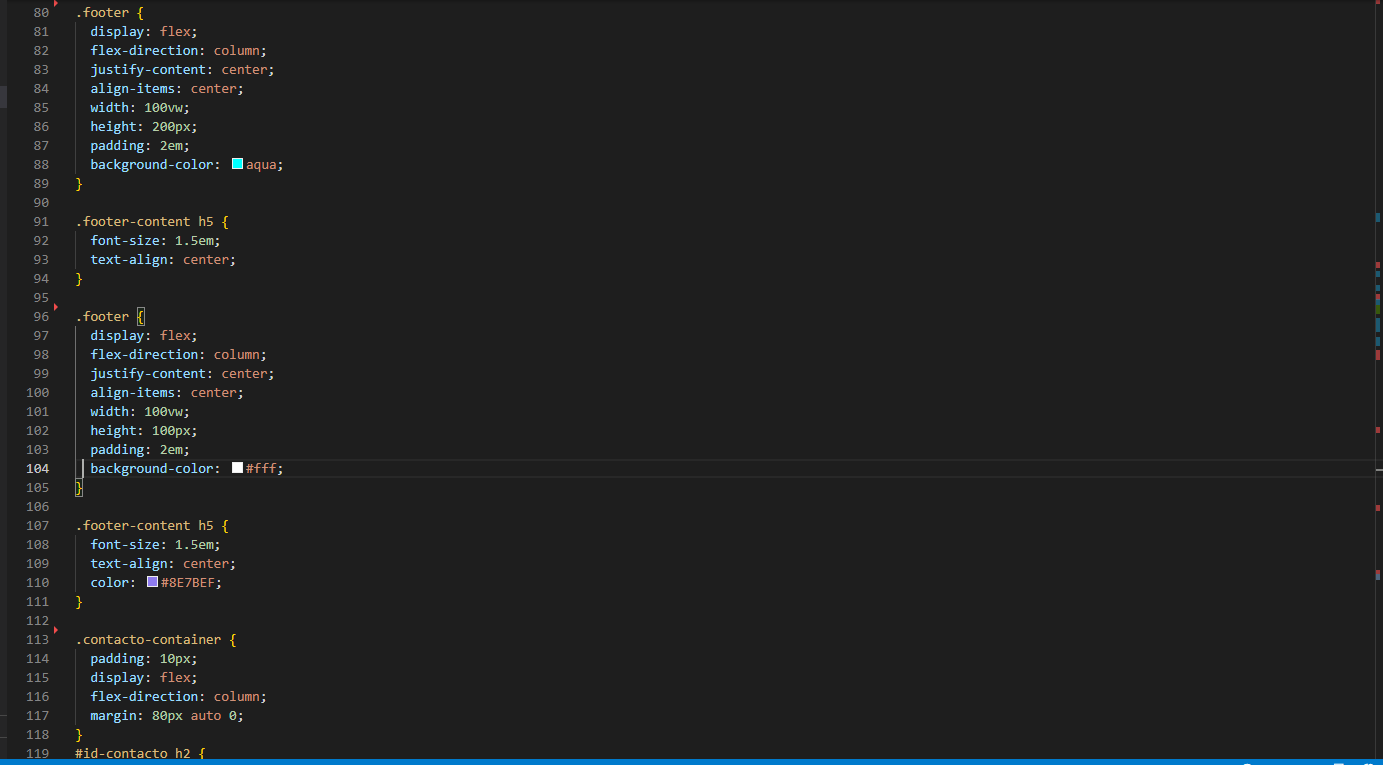 80 .footer {
81 display: flex;
82 flex-direction: column;
83 justify-content: center;
84 align-items: center;
85 width: 100vw;
86 height: 200px;
87 padding: 2em;
88 background-color: aqua;
89 }
90
91 .footer-content h5 {
92 font-size: 1.5em;
93 text-align: center;
94 }
95
96 .footer {
97 display: flex;
98 flex-direction: column;
99 justify-content: center;
100 align-items: center;
101 width: 100vw;
102 height: 100px;
103 padding: 2em;
104 background-color: #fff;
105 }
106
107 .footer-content h5 {
108 font-size: 1.5em;
109 text-align: center;
110 color: #8E7BEF;
111 }
112
113 .contacto-container {
114 padding: 10px;
115 display: flex;
116 flex-direction: column;
117 margin: 80px auto 0;
118 }
119 #id-contacto h2 {